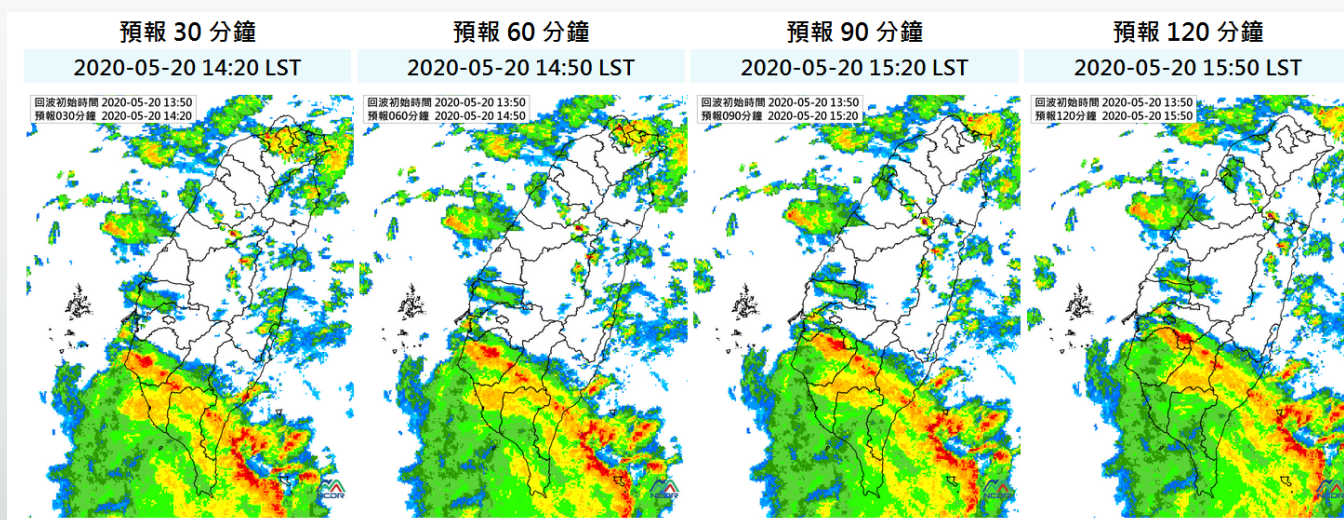 預報 30 分鐘
2020-05-20 14:20 LST
回波初始時間 2020-05-20 13:50
預報030分鐘 2020-05-20 14:20
NCDR
預報 60 分鐘
2020-05-20 14:50 LST
回波初始時間 2020-05-20 13:50
預報060分鐘 2020-05-20 14:50
NCDR
預報 90 分鐘
2020-05-20 15:20 LST
回波初始時間 2020-05-20 13:50
預報090分鐘 2020-05-20 15:20
NCDR
預報 120 分鐘
2020-05-20 15:50 LST
回波初始時間 2020-05-20 13:50
預報120分鐘 2020-05-20 15:50
NCDR